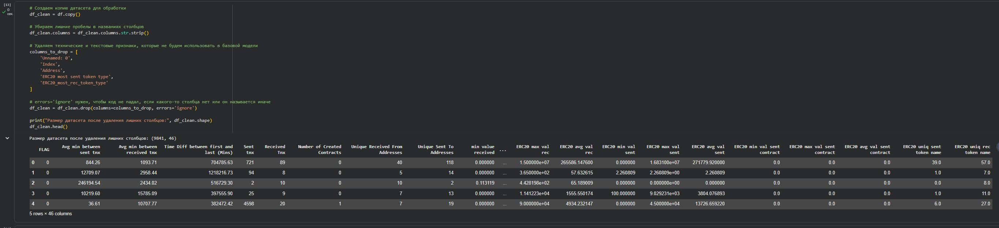 [13]
0
сек.
# Создаем копию датасета для обработки
df_clean = df.copy()
# Убираем лишние пробелы в названиях столбцов
df_clean.columns = df_clean.columns.str.strip()
# Удаляем технические и текстовые признаки, которые не будем использовать в базовой модели
columns_to_drop = [
'Unnamed: 0',
'Index',
'Address',
'ERC20 most sent token type',
'ERC20_most_rec_token_type'
]
# errors='ignore' нужен, чтобы код не падал, если какого-то столбца нет или он называется иначе
df_clean = df_clean.drop(columns=columns_to_drop, errors='ignore')
print("Размер датасета после удаления лишних столбцов:", df_clean.shape)
df_clean.head()
Размер датасета после удаления лишних столбцов: (9841, 46)
FLAG Avg min between sent tnx Avg min between received tnx Time Diff between first and last (Mins) Sent tnx Received Tnx Number of Created Contracts Unique Received From Addresses Unique Sent To Addresses min value received ... ERC20 max val rec ERC20 avg val rec ERC20 min val sent ERC20 max val sent ERC20 avg val sent ERC20 min val sent contract ERC20 max val sent contract ERC20 avg val sent contract ERC20 uniq sent token name ERC20 uniq rec token name
0 0 844.26 1093.71 704785.63 721 89 0 40 118 0.000000 ... 1.500000e+07 265586.147600 0.000000 1.683100e+07 271779.920000 0.0 0.0 0.0 39.0 57.0
1 0 12709.07 2958.44 1218216.73 94 8 0 5 14 0.000000 ... 3.650000e+02 57.632615 2.260809 2.260809e+00 2.260809 0.0 0.0 0.0 1.0 7.0
2 0 246194.54 2434.02 516729.30 2 10 0 10 2 0.113119 ... 4.428198e+02 65.189009 0.000000 0.000000e+00 0.000000 0.0 0.0 0.0 0.0 8.0
3 0 10219.60 15785.09 397555.90 25 9 0 7 13 0.000000 ... 1.141223e+04 1555.550174 100.000000 9.029231e+03 3804.076893 0.0 0.0 0.0 1.0 11.0
4 0 36.61 10707.77 382472.42 4598 20 1 7 19 0.000000 ... 9.000000e+04 4934.232147 0.000000 4.500000e+04 13726.659220 0.0 0.0 0.0 6.0 27.0
5 rows × 46 columns